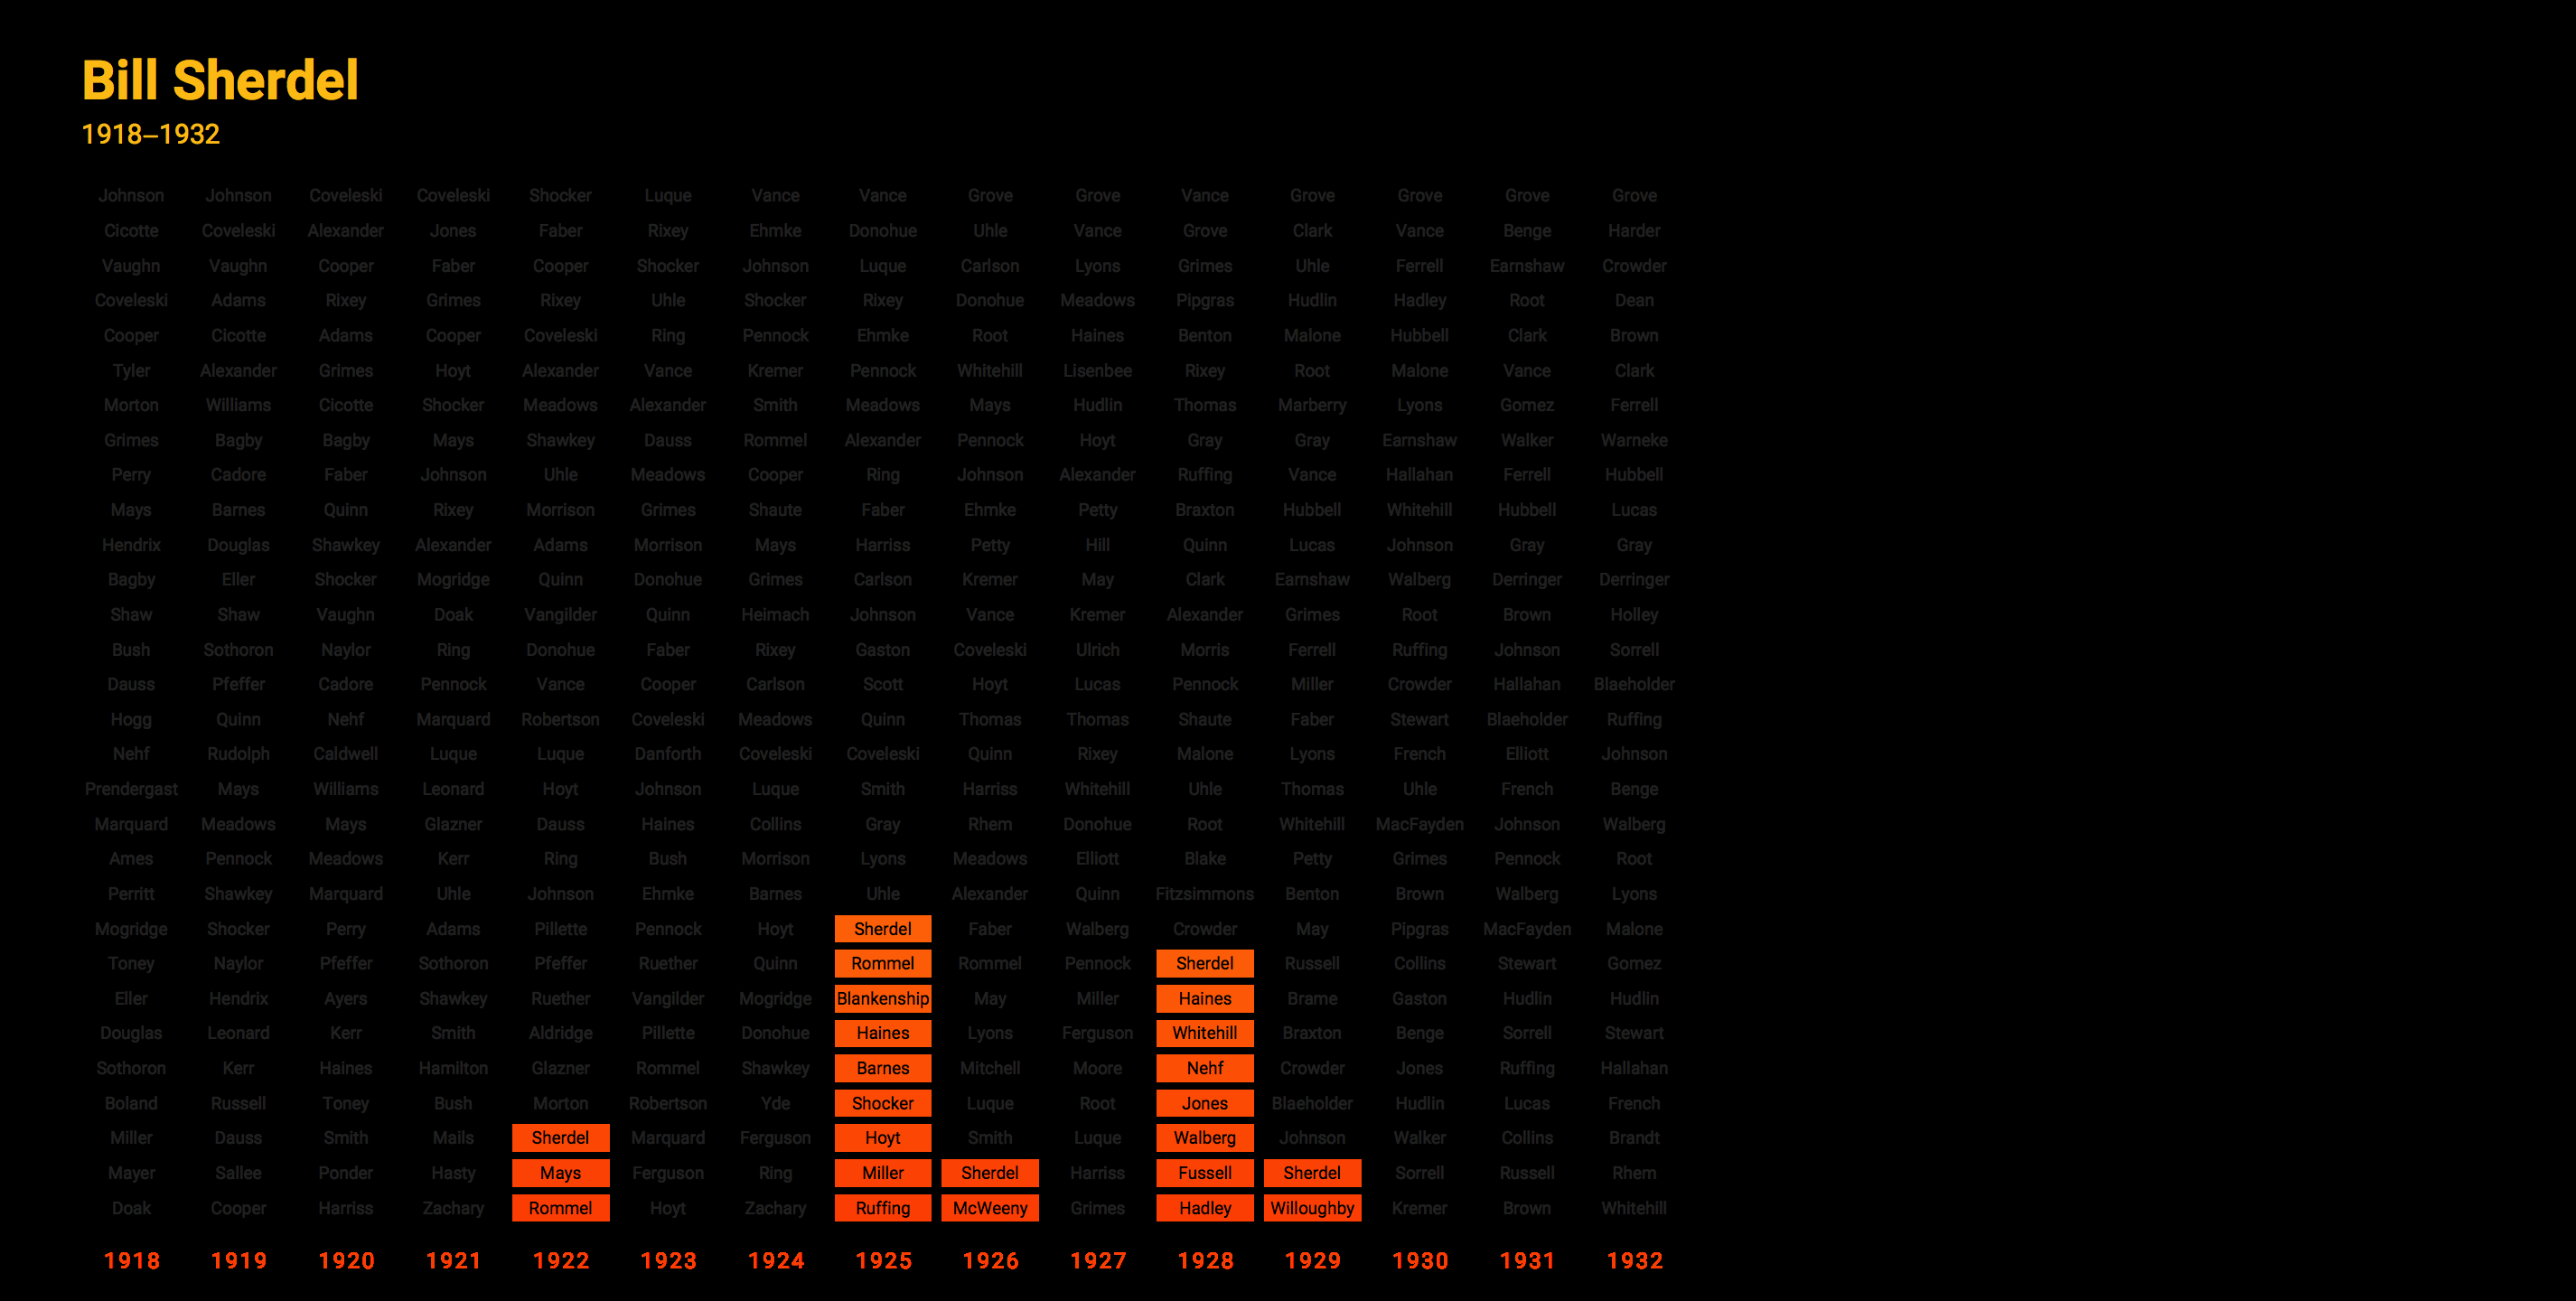 Bill Sherdel
1918–1932
Johnson Johnson Coveleski Coveleski Shocker Luque Vance Vance Grove Grove Vance Grove Grove Grove Grove
Cicotte Coveleski Alexander Jones Faber Rixey Ehmke Donohue Uhle Vance Grove Clark Vance Benge Harder
Vaughn Vaughn Cooper Faber Cooper Shocker Johnson Luque Carlson Lyons Grimes Uhle Ferrell Earnshaw Crowder
Coveleski Adams Rixey Grimes Rixey Uhle Shocker Rixey Donohue Meadows Pipgras Hudlin Hadley Root Dean
Cooper Cicotte Adams Cooper Coveleski Ring Pennock Ehmke Root Haines Benton Malone Hubbell Clark Brown
Tyler Alexander Grimes Hoyt Alexander Vance Kremer Pennock Whitehill Lisenbee Rixey Root Malone Vance Clark
Morton Williams Cicotte Shocker Meadows Alexander Smith Meadows Mays Hudlin Thomas Marberry Lyons Gomez Ferrell
Grimes Bagby Bagby Mays Shawkey Dauss Rommel Alexander Pennock Hoyt Gray Gray Earnshaw Walker Warneke
Perry Cadore Faber Johnson Uhle Meadows Cooper Ring Johnson Alexander Ruffing Vance Hallahan Ferrell Hubbell
Mays Barnes Quinn Rixey Morrison Grimes Shaute Faber Ehmke Petty Braxton Hubbell Whitehill Hubbell Lucas
Hendrix Douglas Shawkey Alexander Adams Morrison Mays Harriss Petty Hill Quinn Lucas Johnson Gray Gray
Bagby Eller Shocker Mogridge Quinn Donohue Grimes Carlson Kremer May Clark Earnshaw Walberg Derringer Derringer
Shaw Shaw Vaughn Doak Vangilder Quinn Heimach Johnson Vance Kremer Alexander Grimes Root Brown Holley
Bush Sothoron Naylor Ring Donohue Faber Rixey Gaston Coveleski Ulrich Morris Ferrell Ruffing Johnson Sorrell
Dauss Pfeffer Cadore Pennock Vance Cooper Carlson Scott Hoyt Lucas Pennock Miller Crowder Hallahan Blaeholder
Hogg Quinn Nehf Marquard Robertson Coveleski Meadows Quinn Thomas Thomas Shaute Faber Stewart Blaeholder Ruffing
Nehf Rudolph Caldwell Luque Luque Danforth Coveleski Coveleski Quinn Rixey Malone Lyons French Elliott Johnson
Prendergast Mays Williams Leonard Hoyt Johnson Luque Smith Harriss Whitehill Uhle Thomas Uhle French Benge
Marquard Meadows Mays Glazner Dauss Haines Collins Gray Rhem Donohue Root Whitehill MacFayden Johnson Walberg
Ames Pennock Meadows Kerr Ring Bush Morrison Lyons Meadows Elliott Blake Petty Grimes Pennock Root
Perritt Shawkey Marquard Uhle Johnson Ehmke Barnes Uhle Alexander Quinn Fitzsimmons Benton Brown Walberg Lyons
Mogridge Shocker Perry Adams Pillette Pennock Hoyt Sherdel Faber Walberg Crowder May Pipgras MacFayden Malone
Toney Naylor Pfeffer Sothoron Pfeffer Ruether Quinn Rommel Rommel Pennock Sherdel Russell Collins Stewart Gomez
Eller Hendrix Ayers Shawkey Ruether Vangilder Mogridge Blankenship May Miller Haines Brame Gaston Hudlin Hudlin
Douglas Leonard Kerr Smith Aldridge Pillette Donohue Haines Lyons Ferguson Whitehill Braxton Benge Sorrell Stewart
Sothoron Kerr Haines Hamilton Glazner Rommel Shawkey Barnes Mitchell Moore Nehf Crowder Jones Ruffing Hallahan
Boland Russell Toney Bush Morton Robertson Yde Shocker Luque Root Jones Blaeholder Hudlin Lucas French
Miller Dauss Smith Mails Sherdel Marquard Ferguson Hoyt Smith Luque Walberg Johnson Walker Collins Brandt
Mayer Sallee Ponder Hasty Mays Ferguson Ring Miller Sherdel Harriss Fussell Sherdel Sorrell Russell Rhem
Doak Cooper Harriss Zachary Rommel Hoyt Zachary Ruffing McWeeny Grimes Hadley Willoughby Kremer Brown Whitehill
1918 1919 1920 1921 1922 1923 1924 1925 1926 1927 1928 1929 1930 1931 1932